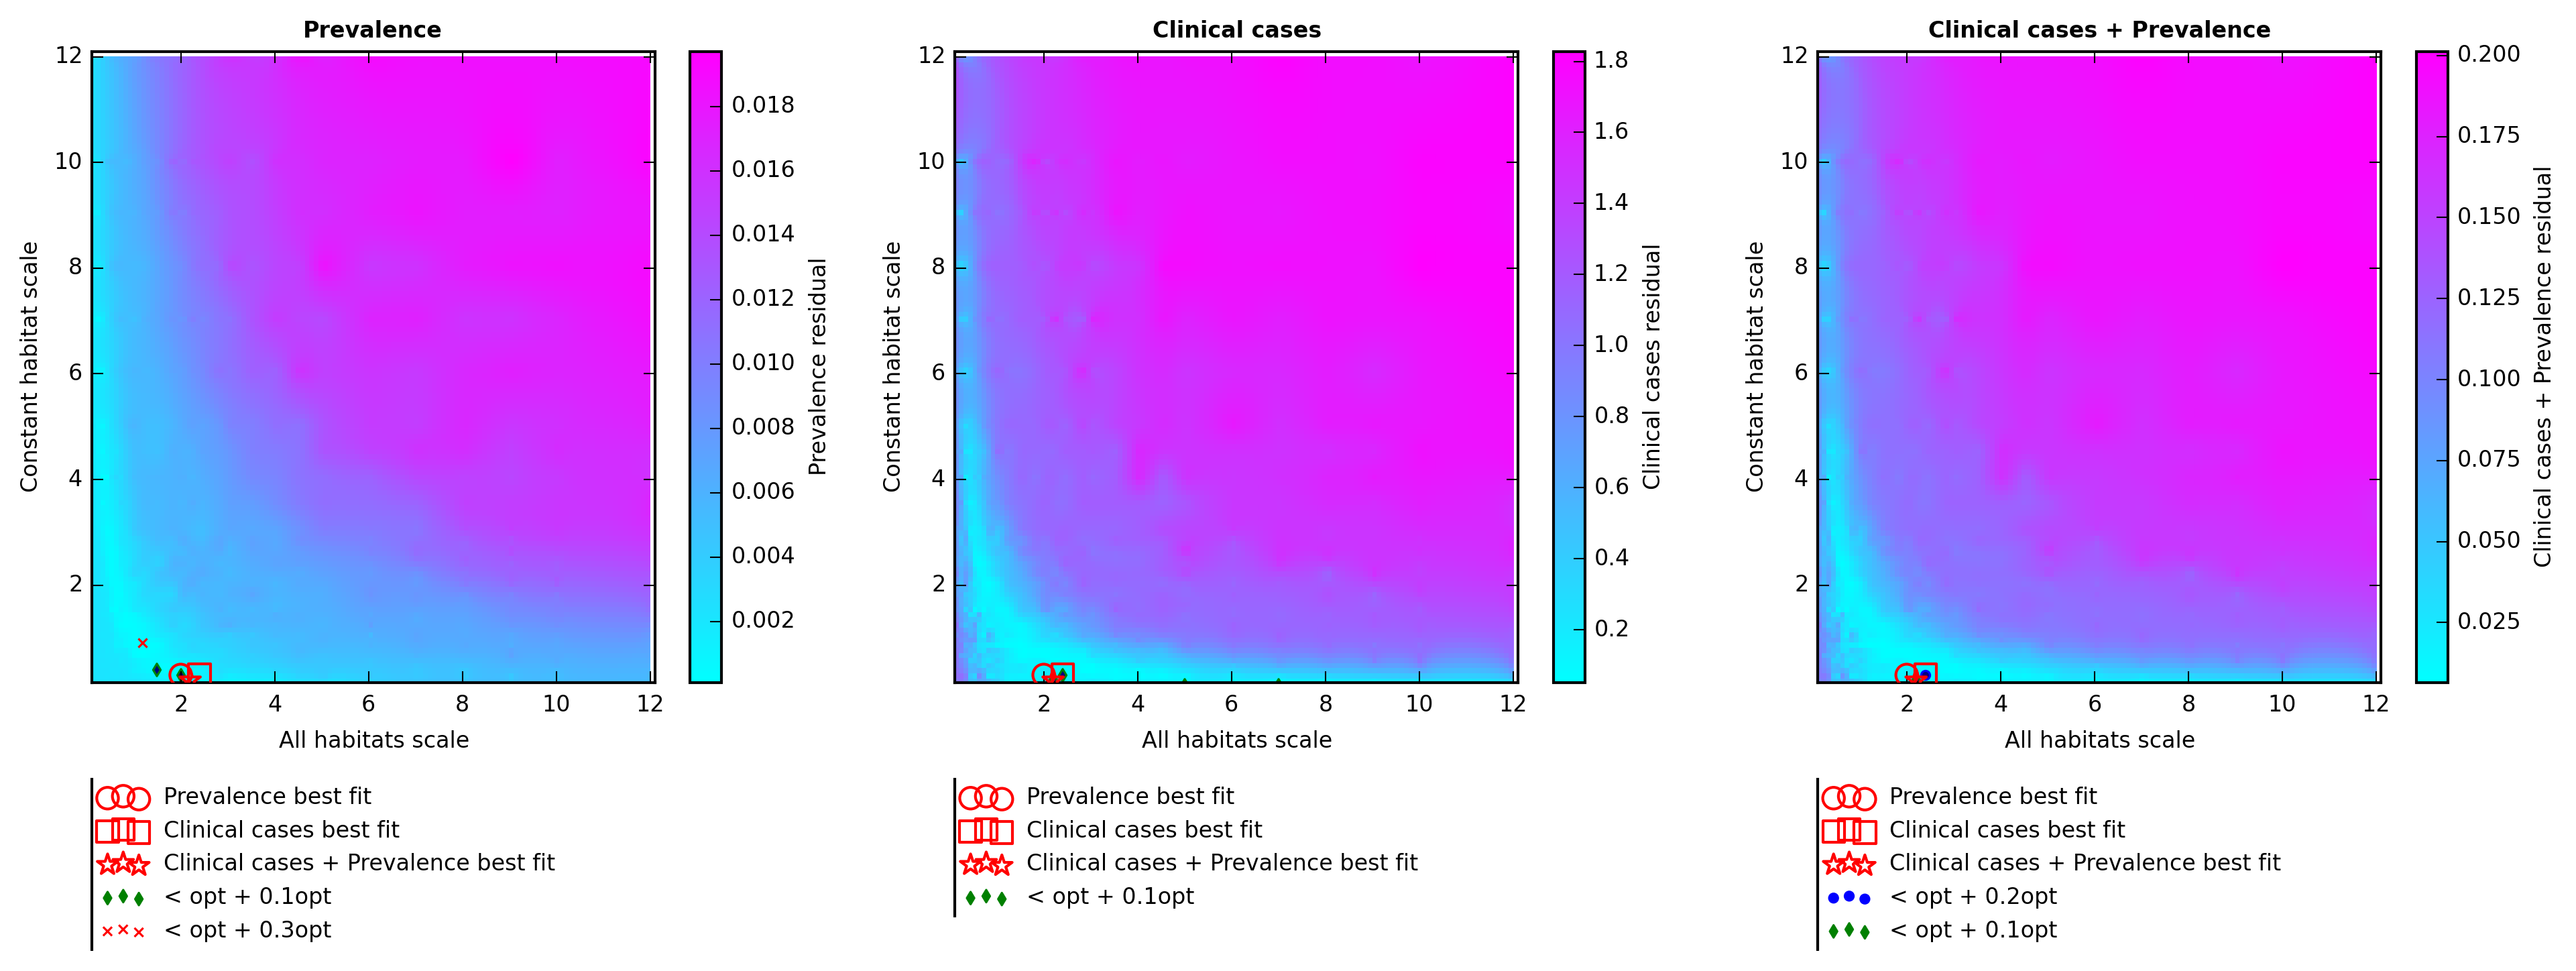 Prevalence
12
10
8
6
4
2
2 4 6 8 10 12
Constant habitat scale
All habitats scale
0.018
0.016
0.014
0.012
0.010
0.008
0.006
0.004
0.002
Prevalence residual
Prevalence best fit
Clinical cases best fit
Clinical cases + Prevalence best fit
< opt + 0.1opt
< opt + 0.3opt
Clinical cases
12
10
8
6
4
2
2 4 6 8 10 12
Constant habitat scale
All habitats scale
1.8
1.6
1.4
1.2
1.0
0.8
0.6
0.4
0.2
Clinical cases residual
Prevalence best fit
Clinical cases best fit
Clinical cases + Prevalence best fit
< opt + 0.1opt
Clinical cases + Prevalence
12
10
8
6
4
2
2 4 6 8 10 12
Constant habitat scale
All habitats scale
0.200
0.175
0.150
0.125
0.100
0.075
0.050
0.025
Clinical cases + Prevalence residual
Prevalence best fit
Clinical cases best fit
Clinical cases + Prevalence best fit
< opt + 0.2opt
< opt + 0.1opt